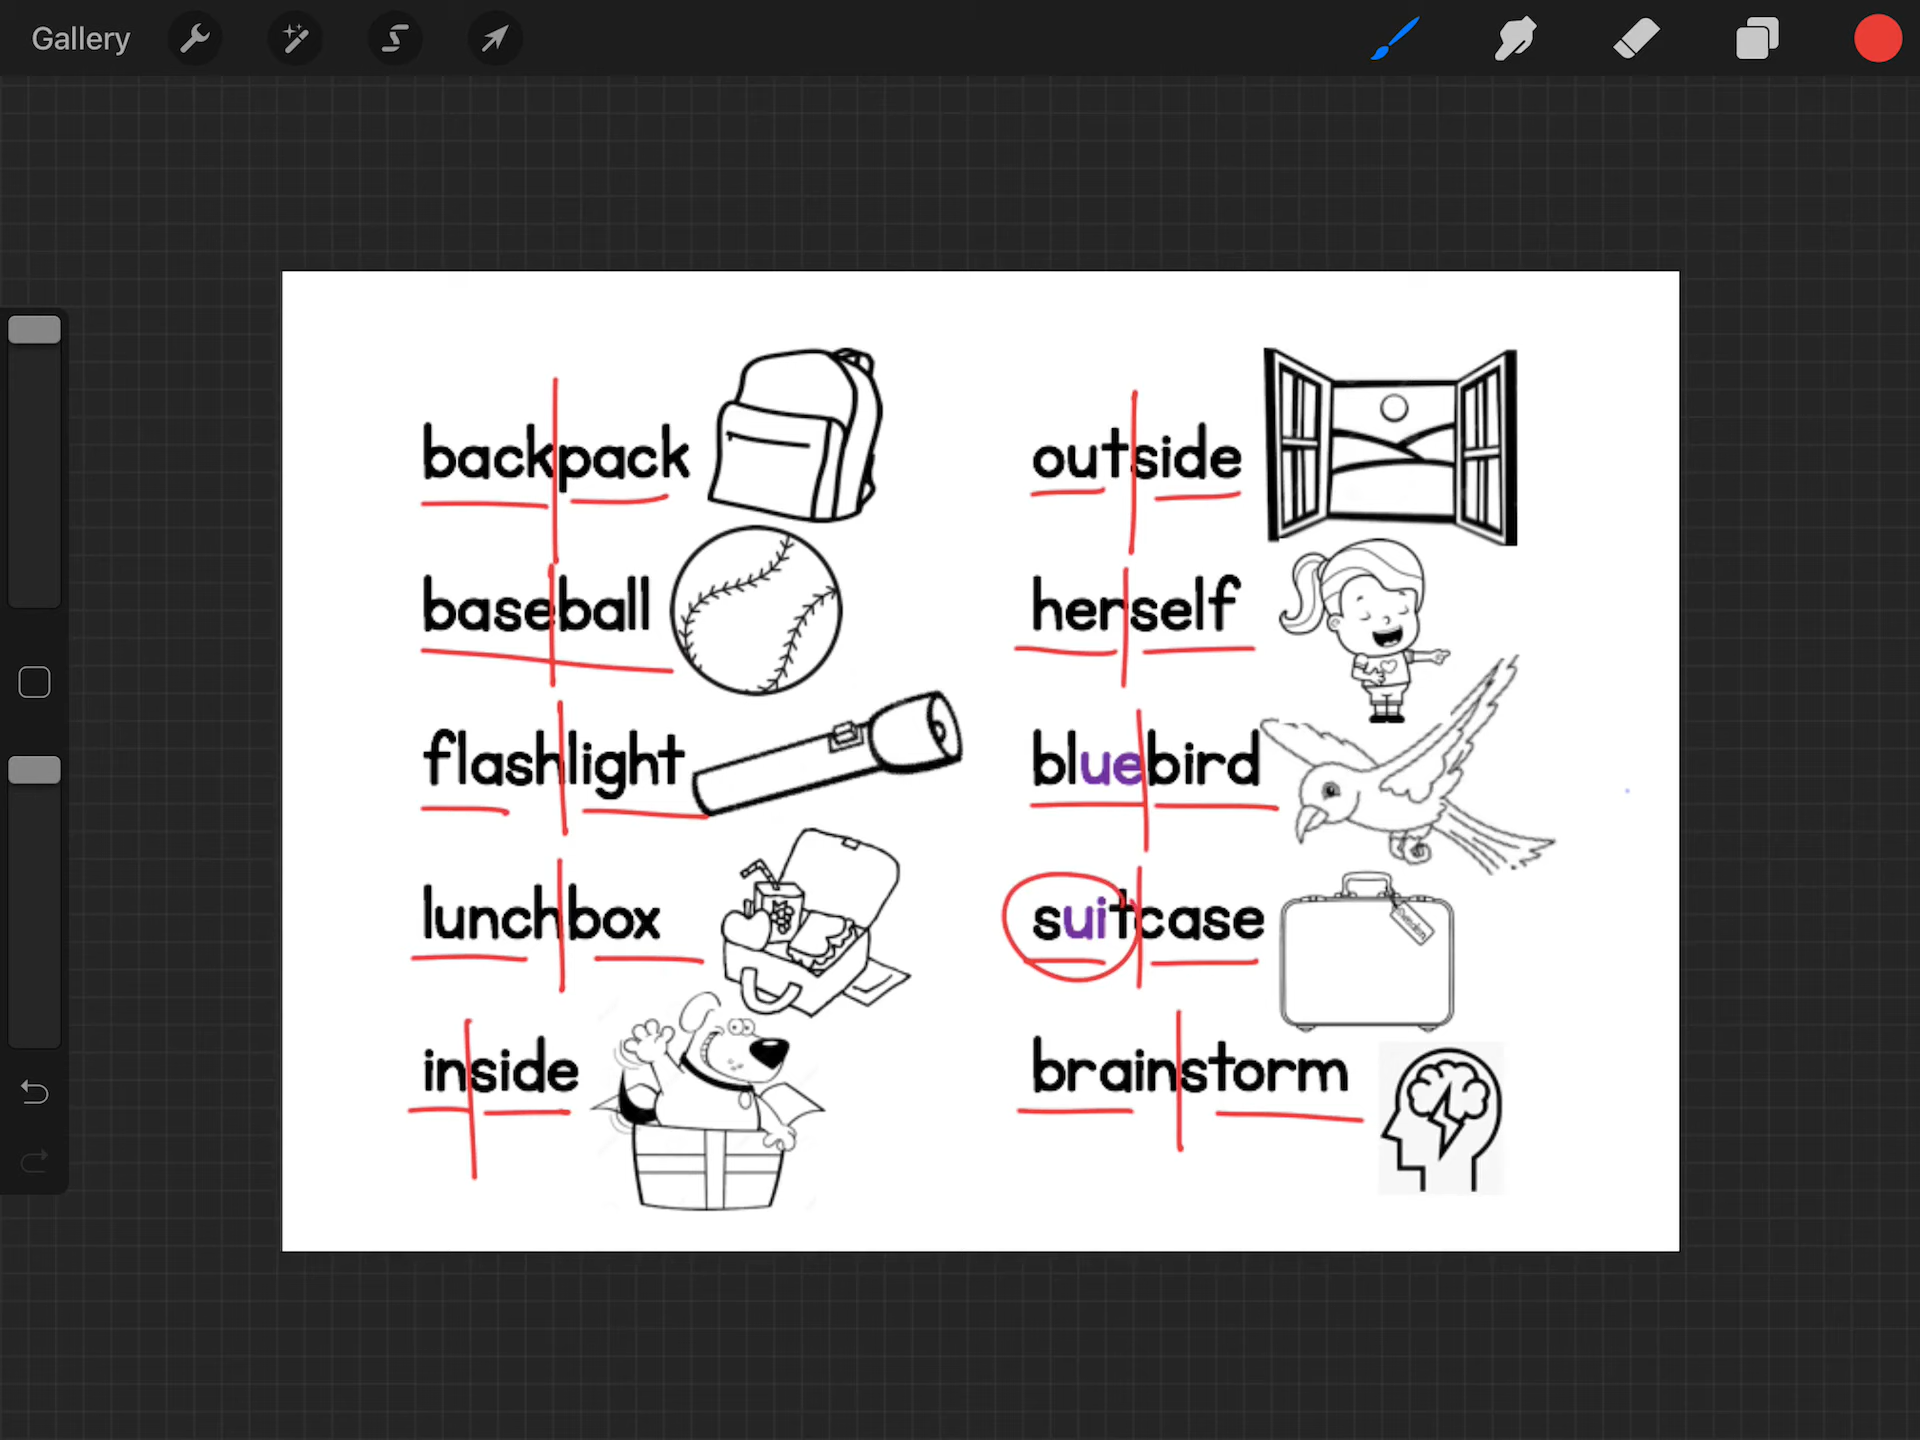 Gallery
backpack
baseball
flashlight
lunchbox
inside
outside
herself
bluebird
suitcase
brainstorm